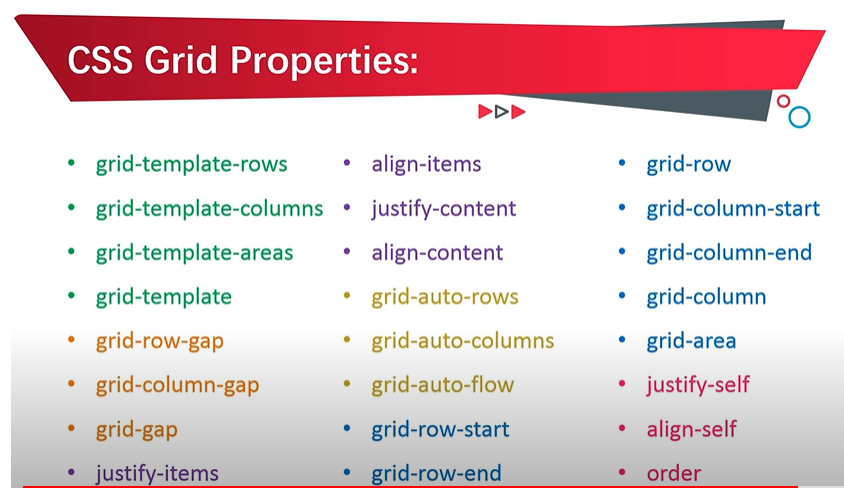 CSS Grid Properties:
• grid-template-rows
• grid-template-columns
• grid-template-areas
• grid-template
• grid-row-gap
• grid-column-gap
• grid-gap
• justify-items
• align-items
• justify-content
• align-content
• grid-auto-rows
• grid-auto-columns
• grid-auto-flow
• grid-row-start
• grid-row-end
• grid-row
• grid-column-start
• grid-column-end
• grid-column
• grid-area
• justify-self
• align-self
• order